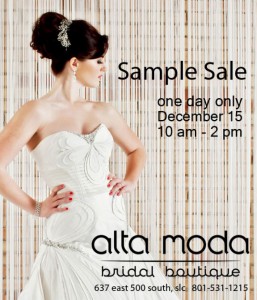 Sample Sale
one day only
December 15
10 am - 2 pm
alta moda
bridal boutique
637 east 500 south, slc 801-531-1215